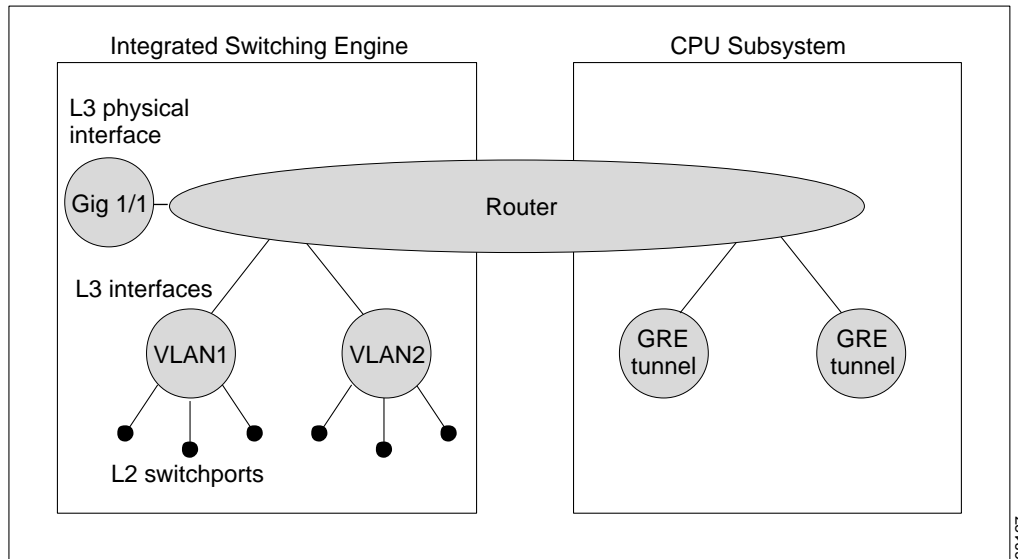 Integrated Switching Engine
CPU Subsystem
L3 physical
interface
Gig 1/1
Router
L3 interfaces
VLAN1
VLAN2
GRE
tunnel
GRE
tunnel
L2 switchports